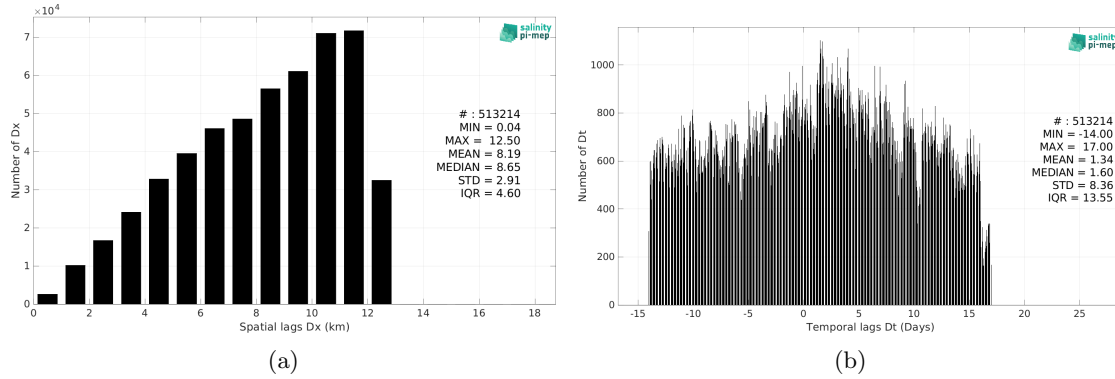 ×10⁴
7
6
5
4
3
2
1
0
Number of Dx
0 2 4 6 8 10 12 14 16 18
Spatial lags Dx (km)
salinity
pi-mep
# : 513214
MIN = 0.04
MAX = 12.50
MEAN = 8.19
MEDIAN = 8.65
STD = 2.91
IQR = 4.60
(a)
1000
800
600
400
200
0
Number of Dt
-15 -10 -5 0 5 10 15 20 25
Temporal lags Dt (Days)
salinity
pi-mep
# : 513214
MIN = -14.00
MAX = 17.00
MEAN = 1.34
MEDIAN = 1.60
STD = 8.36
IQR = 13.55
(b)